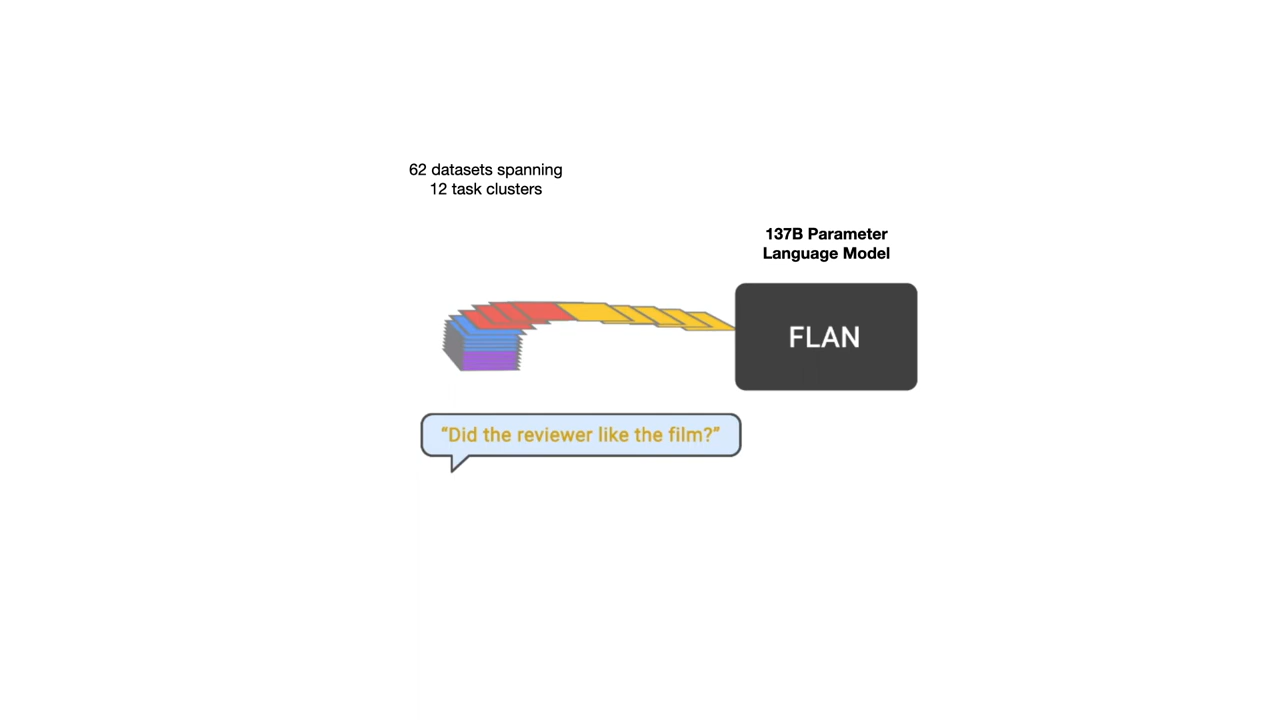 62 datasets spanning
12 task clusters
137B Parameter
Language Model
FLAN
“Did the reviewer like the film?”